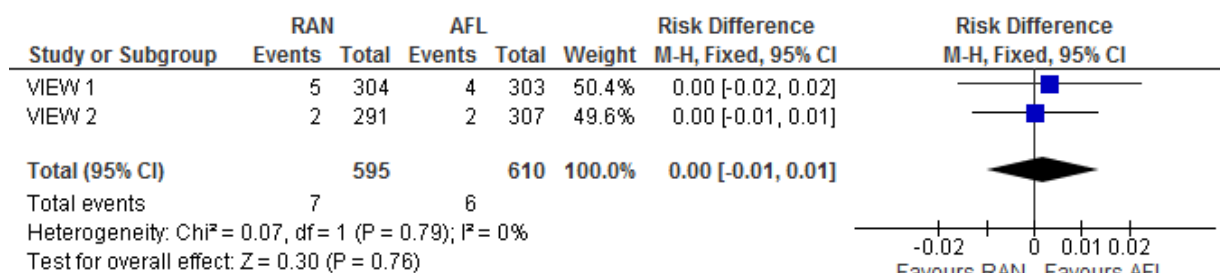 RAN AFL Risk Difference Risk Difference
Study or Subgroup Events Total Events Total Weight M-H, Fixed, 95% CI M-H, Fixed, 95% CI
VIEW 1 5 304 4 303 50.4% 0.00 [-0.02, 0.02]
VIEW 2 2 291 2 307 49.6% 0.00 [-0.01, 0.01]
Total (95% CI) 595 610 100.0% 0.00 [-0.01, 0.01]
Total events 7 6
Heterogeneity: Chi² = 0.07, df = 1 (P = 0.79); I² = 0%
Test for overall effect: Z = 0.30 (P = 0.76)
-0.02 0 0.01 0.02
Favours RAN Favours AFL